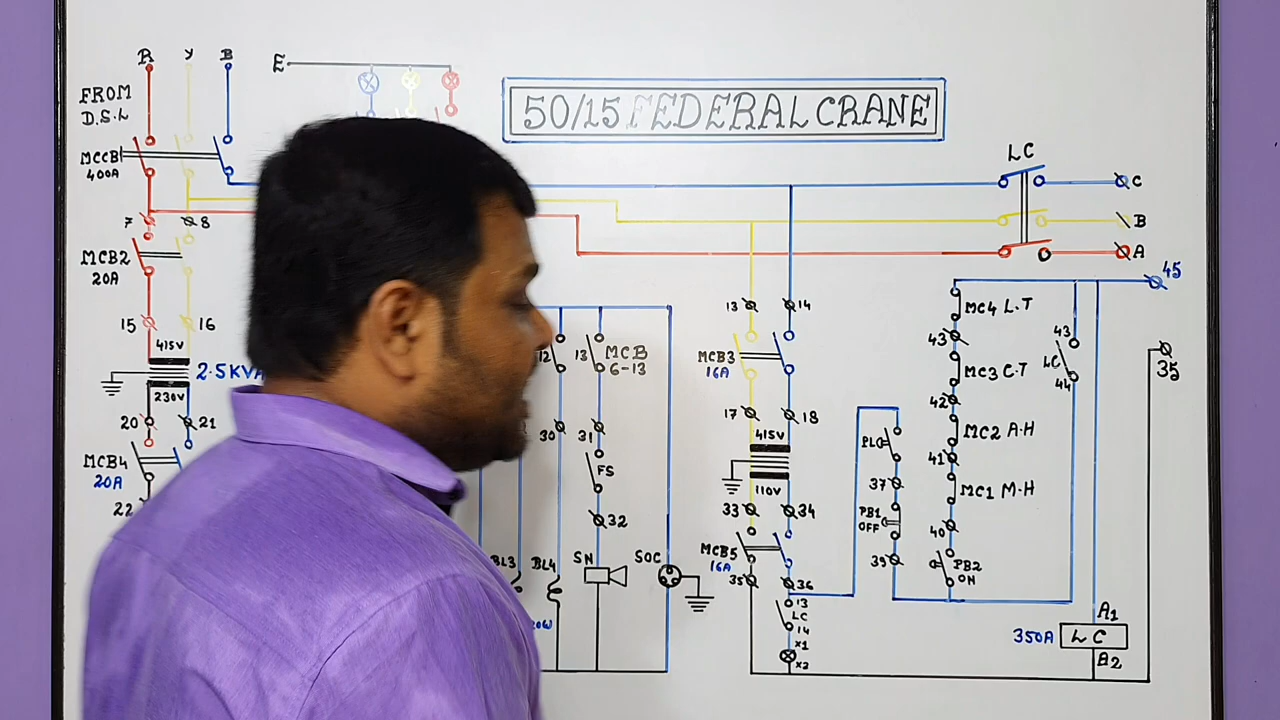 R Y B
E
FROM
D.S.L
50/15 FEDERAL CRANE
MCCB
400A
LC
C
B
A
7
8
MCB2
20A
15
16
415V
2.5KVA
230V
20
21
MCB4
20A
22
12
13
MCB
6-13
30
31
FS
32
BL3
BL4
SN
SOC
13
14
MCB3
16A
17
18
415V
110V
33
34
MCB5
16A
35
36
13
LC
14
X1
X2
PL
37
PB1
OFF
39
45
MC4 L.T
43
MC3 C.T
42
MC2 A.H
41
MC1 M.H
40
PB2
ON
43
LC
44
35
A1
350A
LC
A2